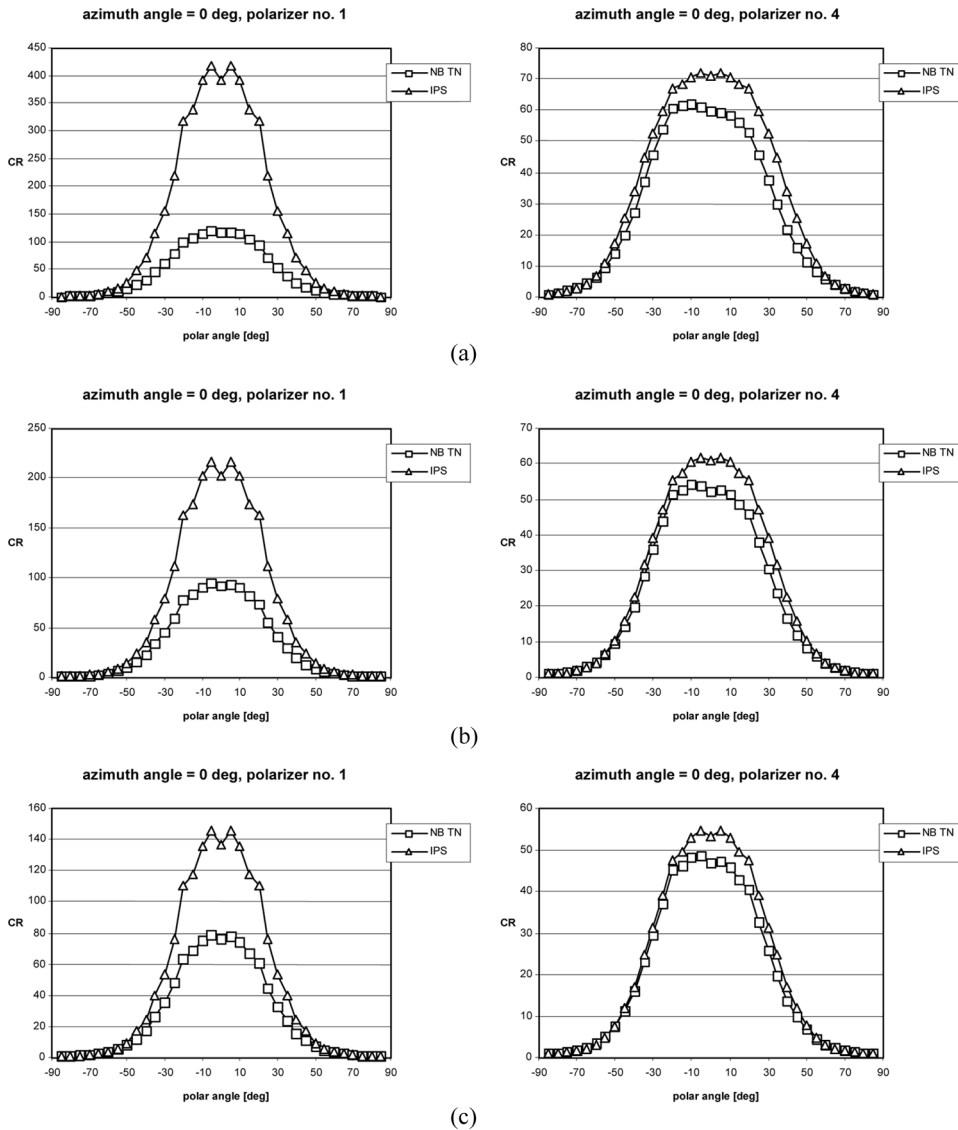 azimuth angle = 0 deg, polarizer no. 1
450
400
350
300
250
200
150
100
50
0
CR
-90 -70 -50 -30 -10 10 30 50 70 90
polar angle [deg]
NB TN
IPS
azimuth angle = 0 deg, polarizer no. 4
80
70
60
50
40
30
20
10
0
CR
-90 -70 -50 -30 -10 10 30 50 70 90
polar angle [deg]
NB TN
IPS
(a)
azimuth angle = 0 deg, polarizer no. 1
250
200
150
100
50
0
CR
-90 -70 -50 -30 -10 10 30 50 70 90
polar angle [deg]
NB TN
IPS
azimuth angle = 0 deg, polarizer no. 4
70
60
50
40
30
20
10
0
CR
-90 -70 -50 -30 -10 10 30 50 70 90
polar angle [deg]
NB TN
IPS
(b)
azimuth angle = 0 deg, polarizer no. 1
160
140
120
100
80
60
40
20
0
CR
-90 -70 -50 -30 -10 10 30 50 70 90
polar angle [deg]
NB TN
IPS
azimuth angle = 0 deg, polarizer no. 4
60
50
40
30
20
10
0
CR
-90 -70 -50 -30 -10 10 30 50 70 90
polar angle [deg]
NB TN
IPS
(c)